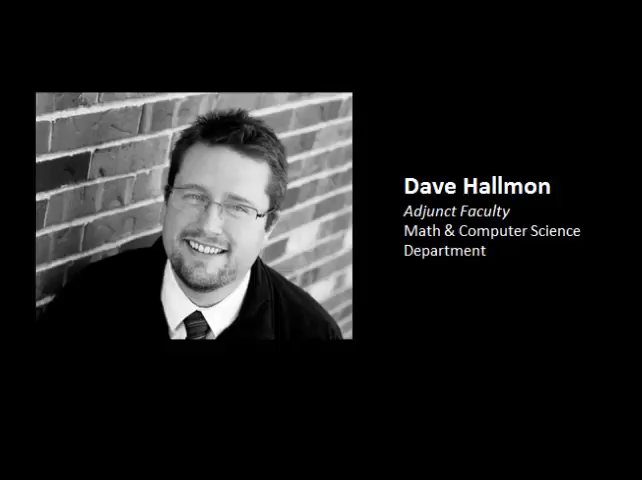 Dave Hallmon
Adjunct Faculty
Math & Computer Science
Department